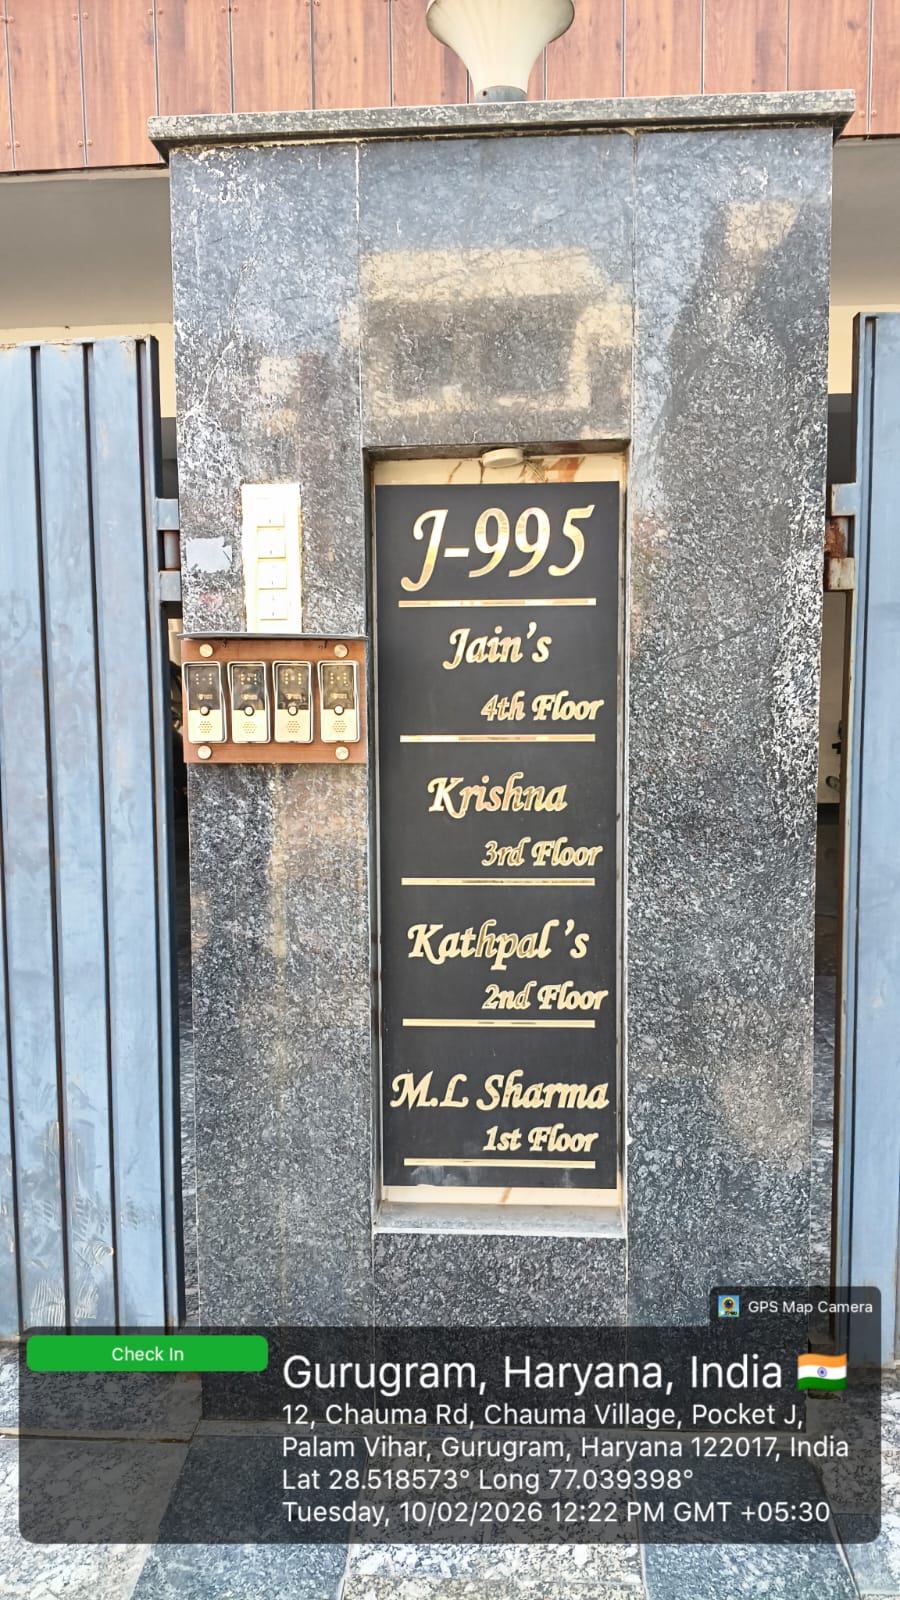 J-995
Jain's
4th Floor
Krishna
3rd Floor
Kathpal's
2nd Floor
M.L Sharma
1st Floor
GPS Map Camera
Check In
Gurugram, Haryana, India
12, Chauma Rd, Chauma Village, Pocket J,
Palam Vihar, Gurugram, Haryana 122017, India
Lat 28.518573° Long 77.039398°
Tuesday, 10/02/2026 12:22 PM GMT +05:30